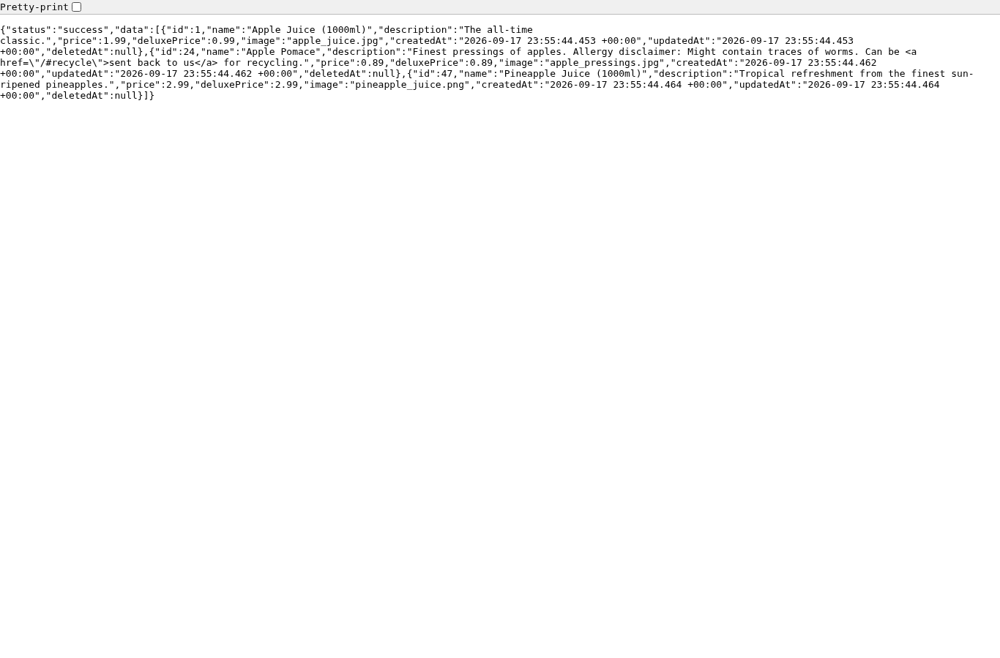 Pretty-print
{"status":"success","data":[{"id":1,"name":"Apple Juice (1000ml)","description":"The all-time
classic.","price":1.99,"deluxePrice":0.99,"image":"apple_juice.jpg","createdAt":"2026-09-17 23:55:44.453 +00:00","updatedAt":"2026-09-17 23:55:44.453
+00:00","deletedAt":null},{"id":24,"name":"Apple Pomace","description":"Finest pressings of apples. Allergy disclaimer: Might contain traces of worms. Can be <a
href=\"/#recycle\">sent back to us</a> for recycling.","price":0.89,"deluxePrice":0.89,"image":"apple_pressings.jpg","createdAt":"2026-09-17 23:55:44.462
+00:00","updatedAt":"2026-09-17 23:55:44.462 +00:00","deletedAt":null},{"id":47,"name":"Pineapple Juice (1000ml)","description":"Tropical refreshment from the finest sun-
ripened pineapples.","price":2.99,"deluxePrice":2.99,"image":"pineapple_juice.png","createdAt":"2026-09-17 23:55:44.464 +00:00","updatedAt":"2026-09-17 23:55:44.464
+00:00","deletedAt":null}]}